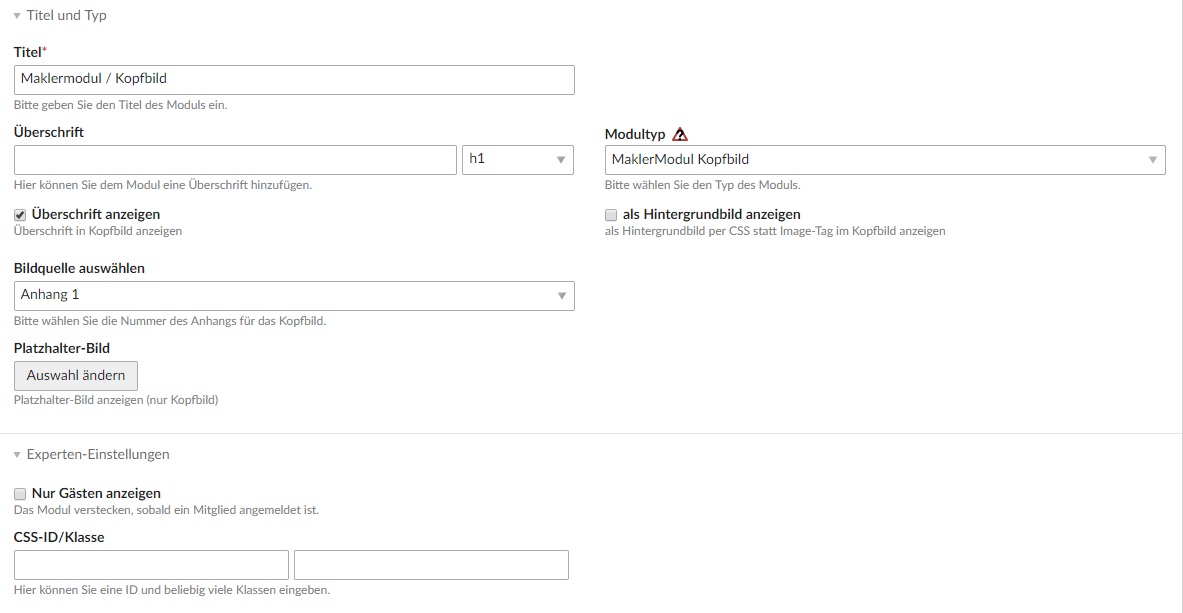 Titel und Typ
Titel*
Maklermodul / Kopfbild
Bitte geben Sie den Titel des Moduls ein.
Überschrift
h1
Hier können Sie dem Modul eine Überschrift hinzufügen.
Modultyp
MaklerModul Kopfbild
Bitte wählen Sie den Typ des Moduls.
Überschrift anzeigen
Überschrift in Kopfbild anzeigen
als Hintergrundbild anzeigen
als Hintergrundbild per CSS statt Image-Tag im Kopfbild anzeigen
Bildquelle auswählen
Anhang 1
Bitte wählen Sie die Nummer des Anhangs für das Kopfbild.
Platzhalter-Bild
Auswahl ändern
Platzhalter-Bild anzeigen (nur Kopfbild)
Experten-Einstellungen
Nur Gästen anzeigen
Das Modul verstecken, sobald ein Mitglied angemeldet ist.
CSS-ID/Klasse
Hier können Sie eine ID und beliebig viele Klassen eingeben.